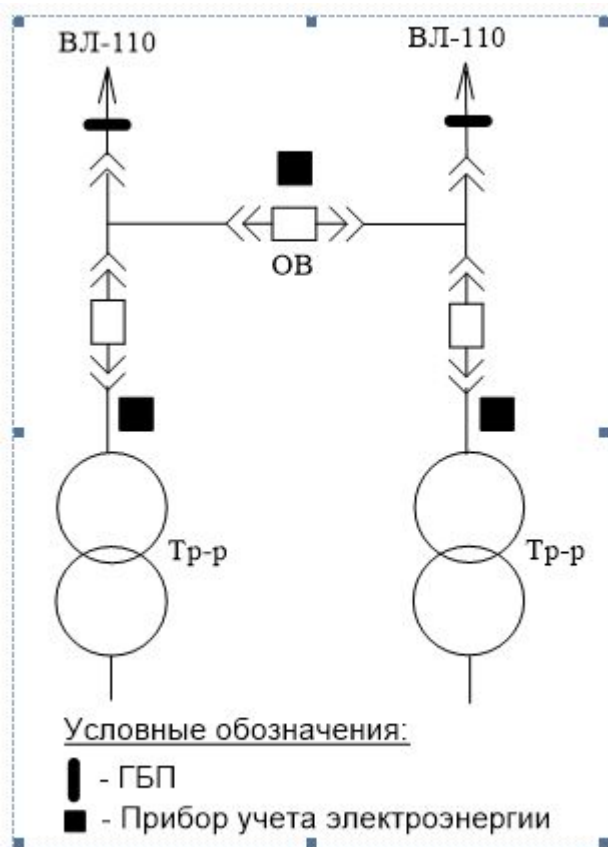 ВЛ-110
ВЛ-110
ОВ
Тр-р
Тр-р
Условные обозначения:
- ГБП
- Прибор учета электроэнергии